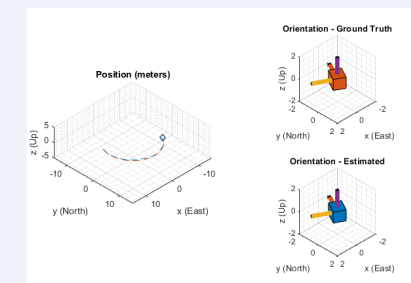 Position (meters)
z (Up)
5
0
-5
-10
0
10
y (North)
10
0
-10
x (East)
Orientation - Ground Truth
z (Up)
2
0
-2
-2
0
2
y (North)
2
0
-2
x (East)
Orientation - Estimated
z (Up)
2
0
-2
-2
0
2
y (North)
2
0
-2
x (East)